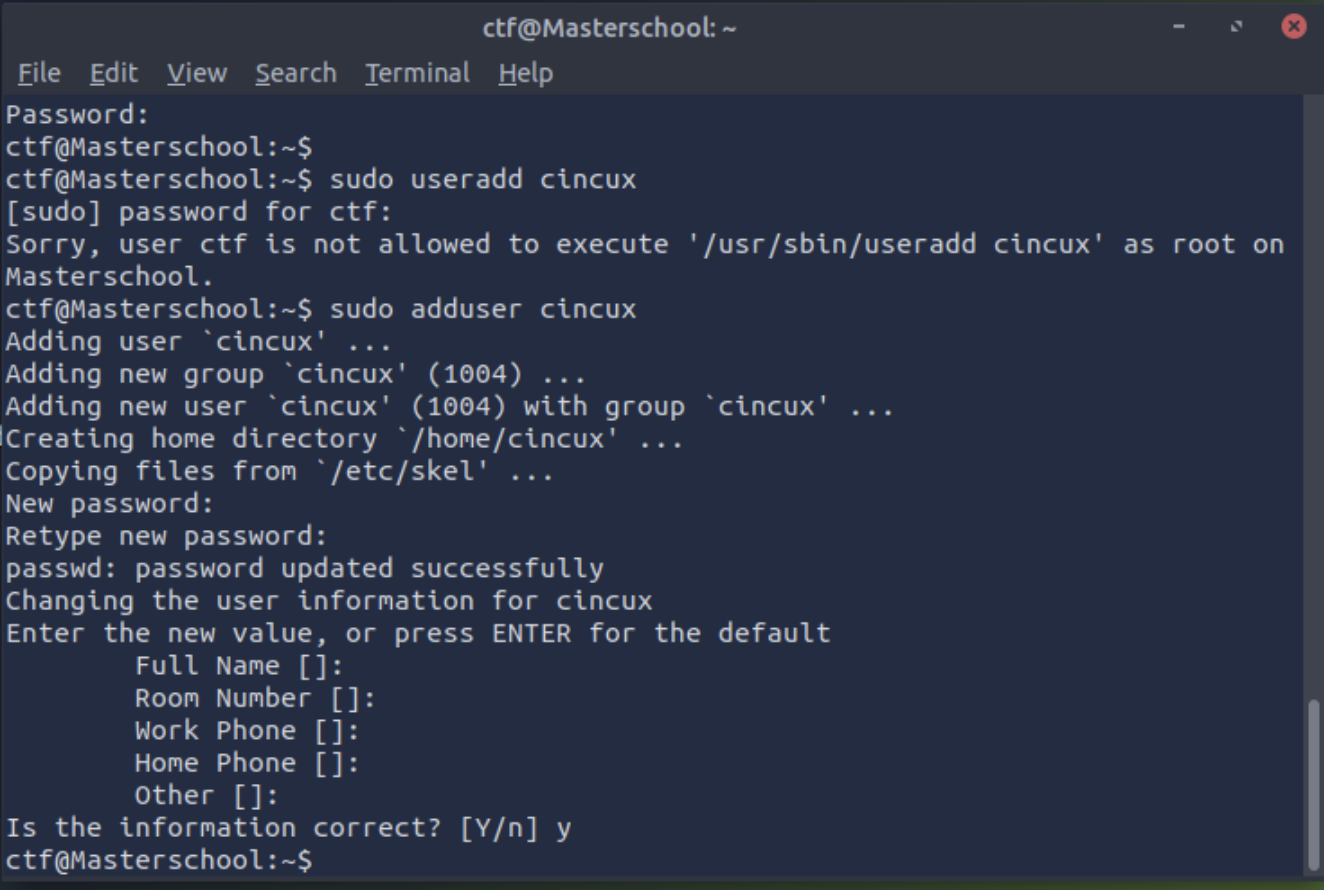 ctf@Masterschool: ~
File Edit View Search Terminal Help
Password:
ctf@Masterschool:~$
ctf@Masterschool:~$ sudo useradd cincux
[sudo] password for ctf:
Sorry, user ctf is not allowed to execute '/usr/sbin/useradd cincux' as root on
Masterschool.
ctf@Masterschool:~$ sudo adduser cincux
Adding user `cincux' ...
Adding new group `cincux' (1004) ...
Adding new user `cincux' (1004) with group `cincux' ...
Creating home directory `/home/cincux' ...
Copying files from `/etc/skel' ...
New password:
Retype new password:
passwd: password updated successfully
Changing the user information for cincux
Enter the new value, or press ENTER for the default
        Full Name []:
        Room Number []:
        Work Phone []:
        Home Phone []:
        Other []:
Is the information correct? [Y/n] y
ctf@Masterschool:~$